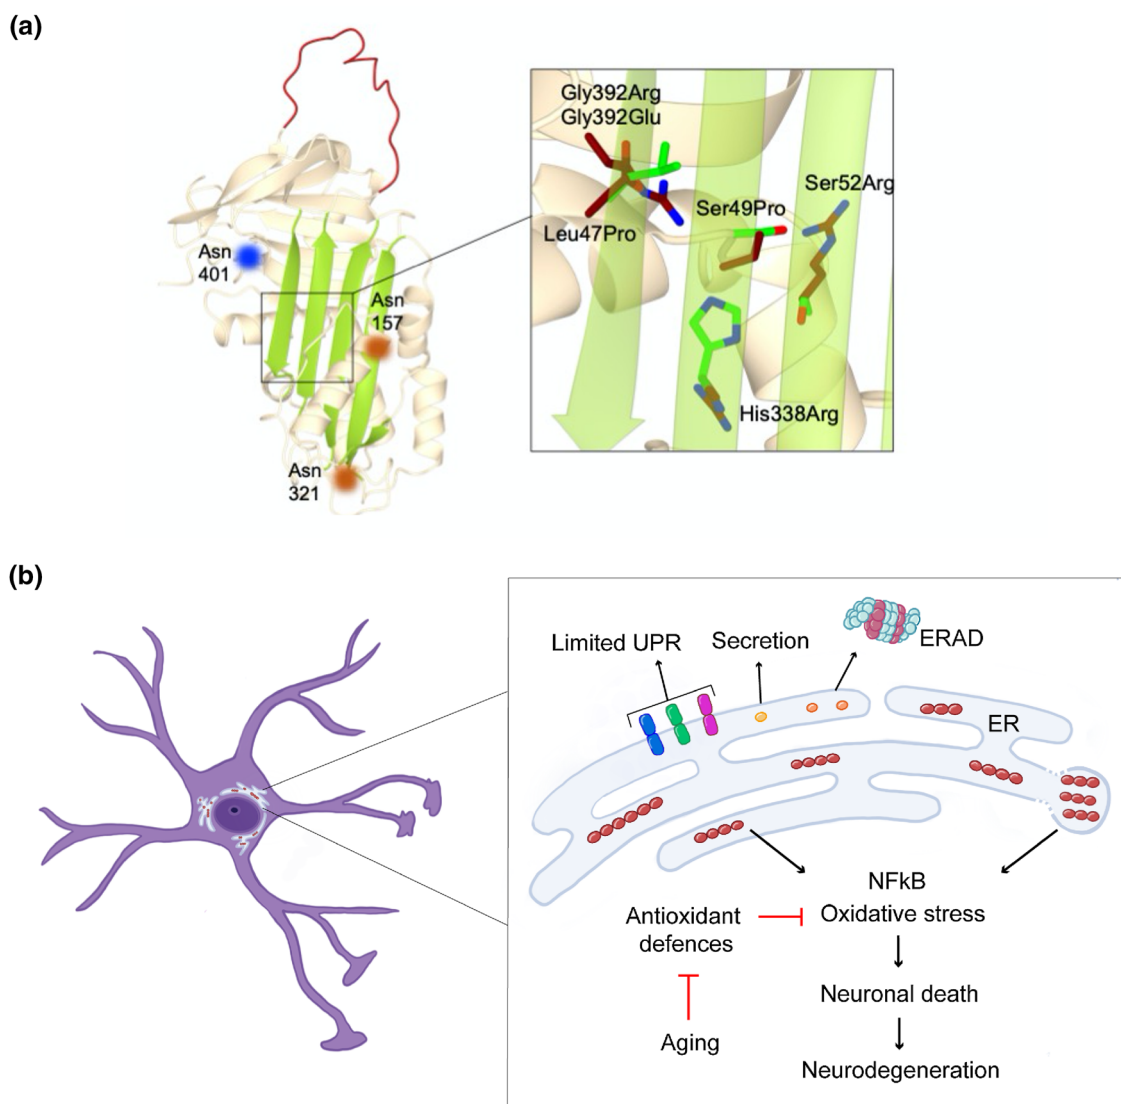 (a)
Asn
401
Asn
157
Asn
321
Gly392Arg
Gly392Glu
Leu47Pro
Ser49Pro
Ser52Arg
His338Arg
(b)
Limited UPR
Secretion
ERAD
ER
NFkB
Oxidative stress
Antioxidant
defences
Aging
Neuronal death
Neurodegeneration